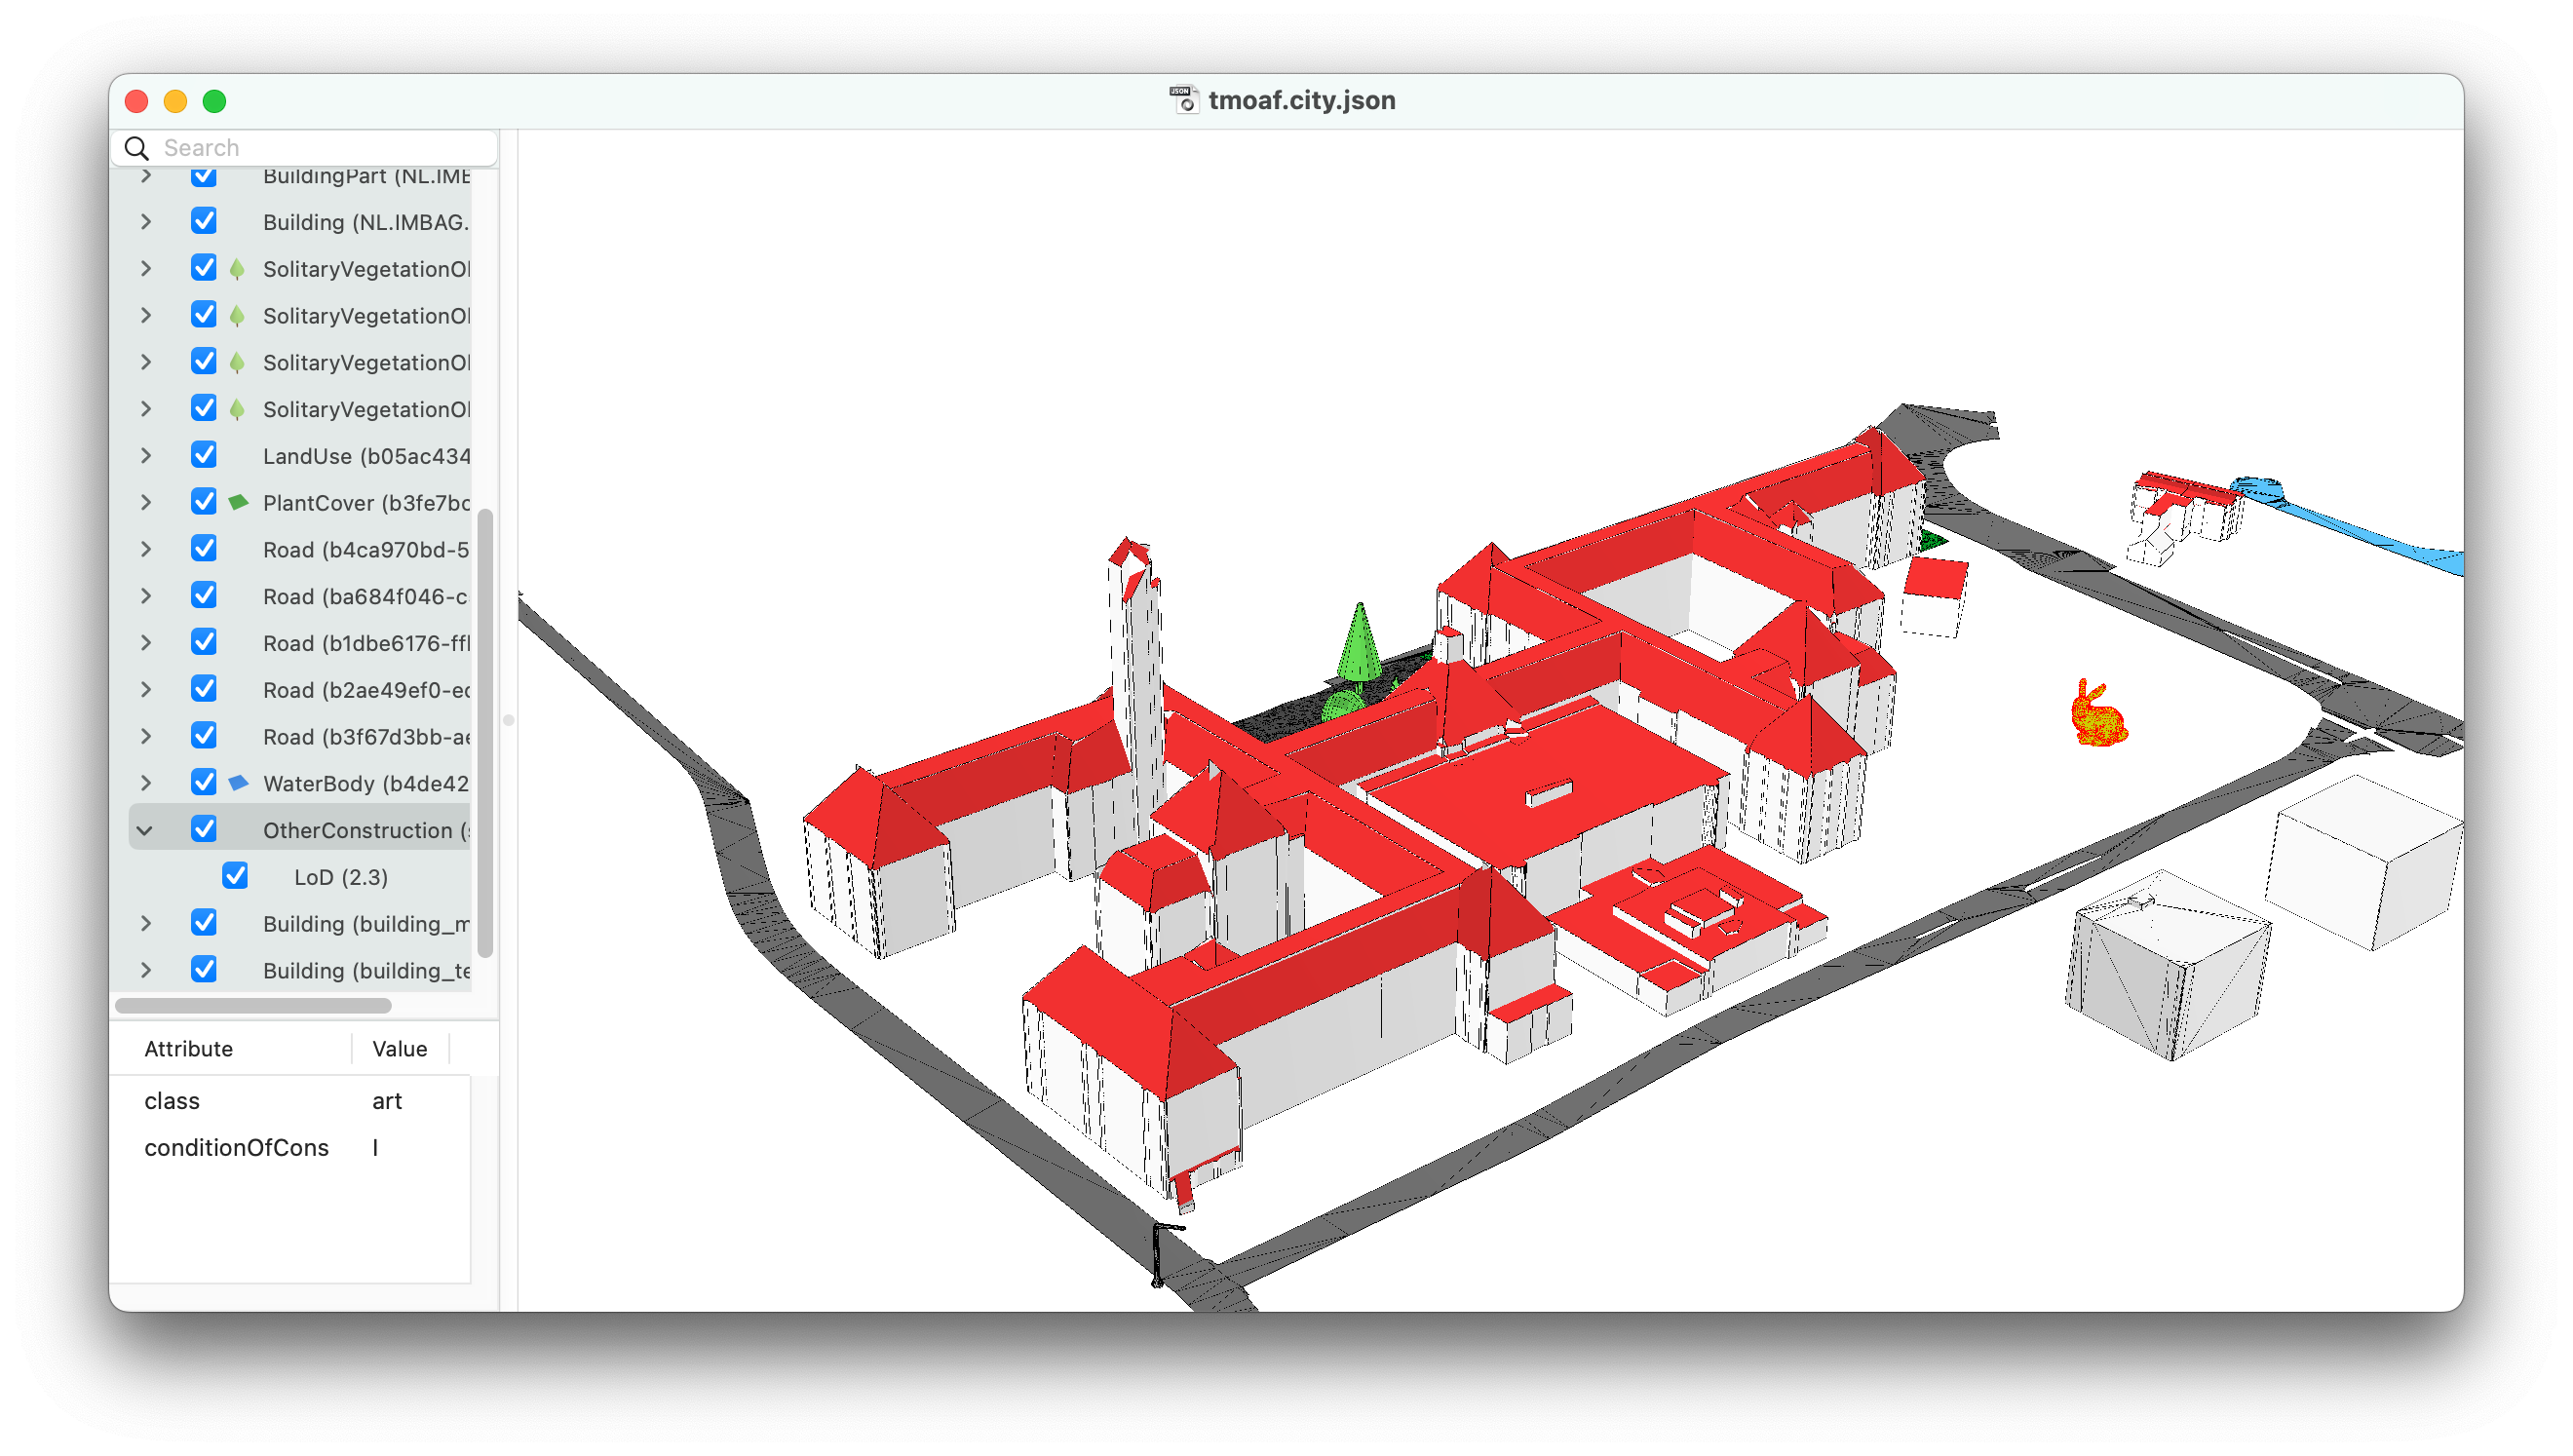 tmoaf.city.json
Search
BuildingPart (NL.IME
Building (NL.IMBAG.
SolitaryVegetationO
SolitaryVegetationO
SolitaryVegetationO
SolitaryVegetationO
LandUse (b05ac434
PlantCover (b3fe7bc
Road (b4ca970bd-5
Road (ba684f046-c
Road (b1dbe6176-ff
Road (b2ae49ef0-ec
Road (b3f67d3bb-ae
WaterBody (b4de42
OtherConstruction (
LoD (2.3)
Building (building_m
Building (building_te
Attribute Value
class art
conditionOfCons I